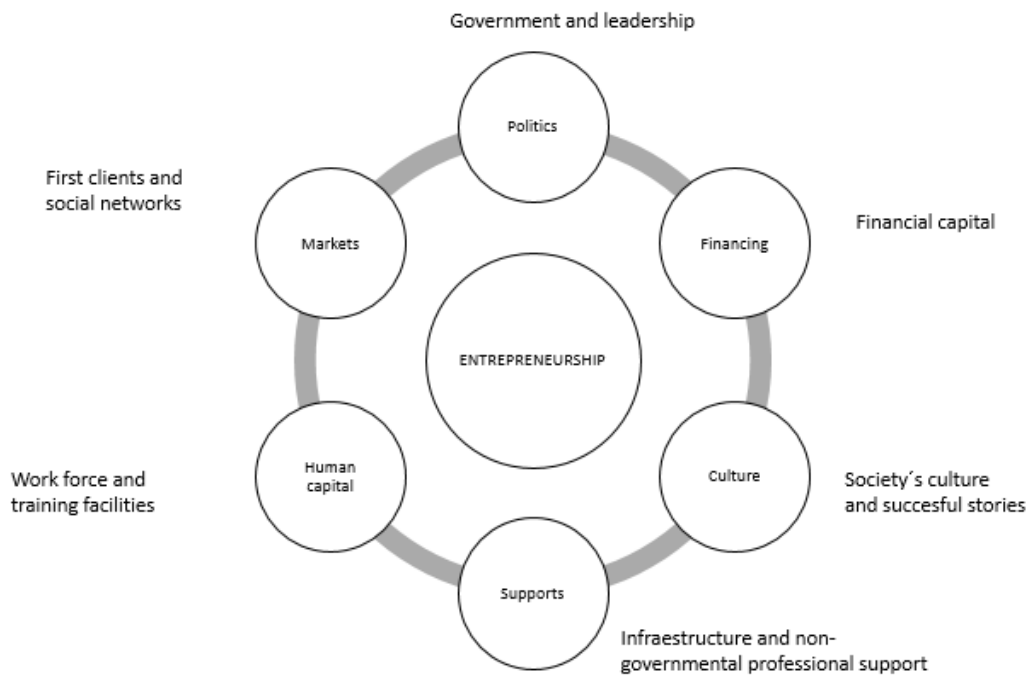 Government and leadership
Politics
First clients and
social networks
Markets
Financing
Financial capital
ENTREPRENEURSHIP
Work force and
training facilities
Human
capital
Culture
Society´s culture
and succesful stories
Supports
Infraestructure and non-
governmental professional support